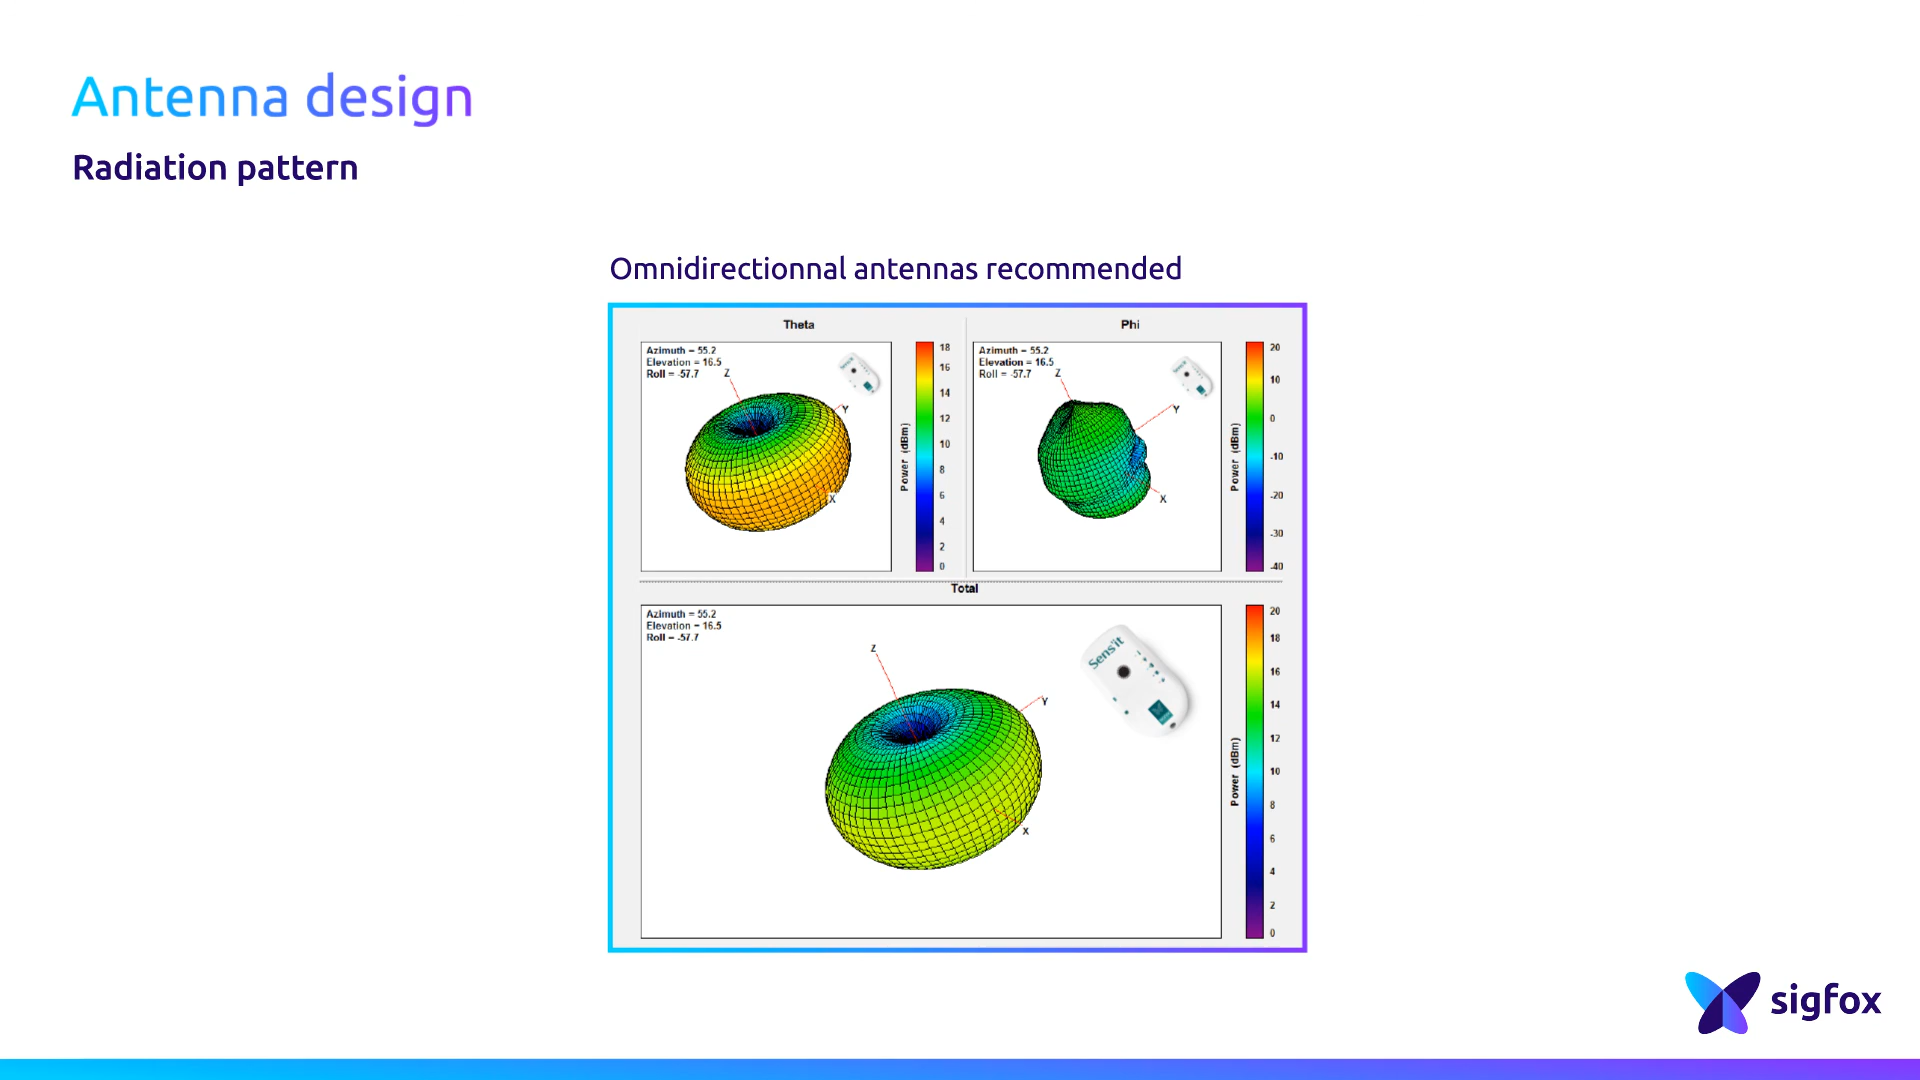 Antenna design
Radiation pattern
Omnidirectionnal antennas recommended
Theta
Azimuth = 55.2
Elevation = 16.5
Roll = -57.7
Z
Y
X
Power (dBm)
18
16
14
12
10
8
6
4
2
0
Phi
Azimuth = 55.2
Elevation = 16.5
Roll = -57.7
Z
Y
X
Power (dBm)
20
10
0
-10
-20
-30
-40
Total
Azimuth = 55.2
Elevation = 16.5
Roll = -57.7
Z
Y
X
Sens'it
Power (dBm)
20
18
16
14
12
10
8
6
4
2
0
sigfox